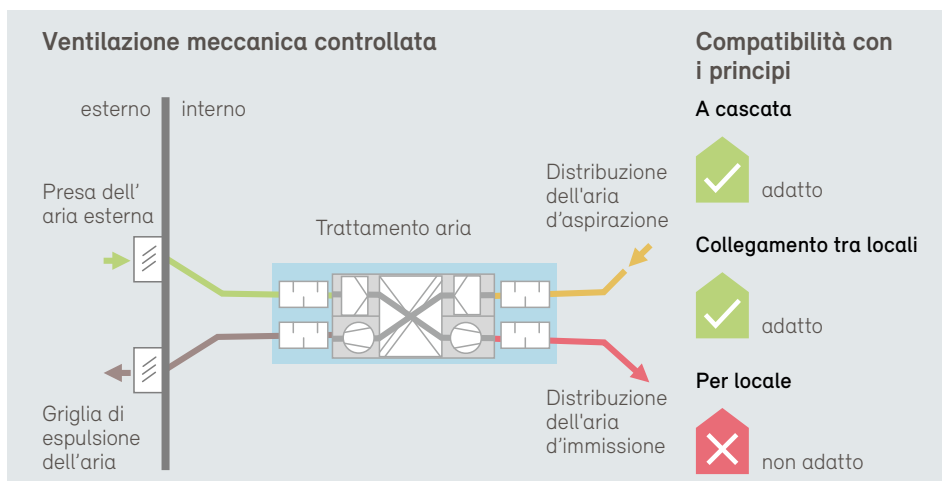 Ventilazione meccanica controllata
esterno
interno
Presa dell’
aria esterna
Trattamento aria
Distribuzione
dell'aria
d’aspirazione
Griglia di
espulsione
dell’aria
Distribuzione
dell'aria
d’immissione
Compatibilità con
i principi
A cascata
adatto
Collegamento tra locali
adatto
Per locale
non adatto